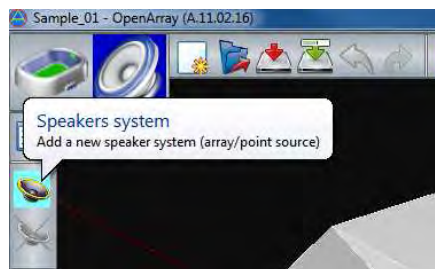 Sample_01 - OpenArray (A.11.02.16)
Speakers system
Add a new speaker system (array/point source)